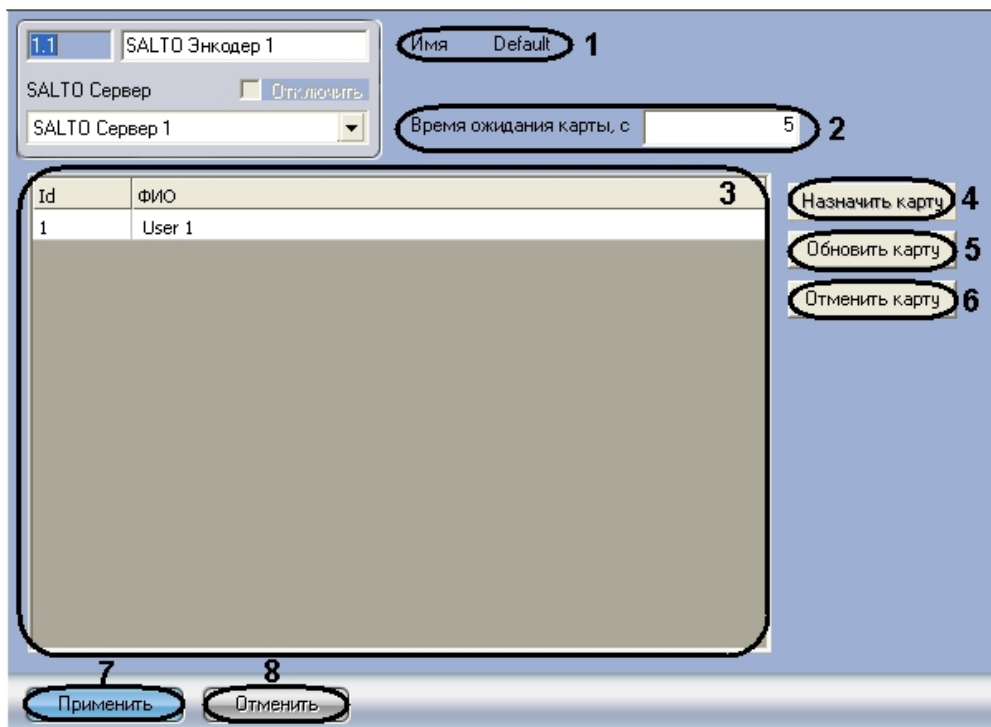 1.1 SALTO Энкодер 1
Имя Default 1
SALTO Сервер Отключить
SALTO Сервер 1
Время ожидания карты, с 5 2
Id ФИО 3
1 User 1
Назначить карту 4
Обновить карту 5
Отменить карту 6
7 8
Применить Отменить